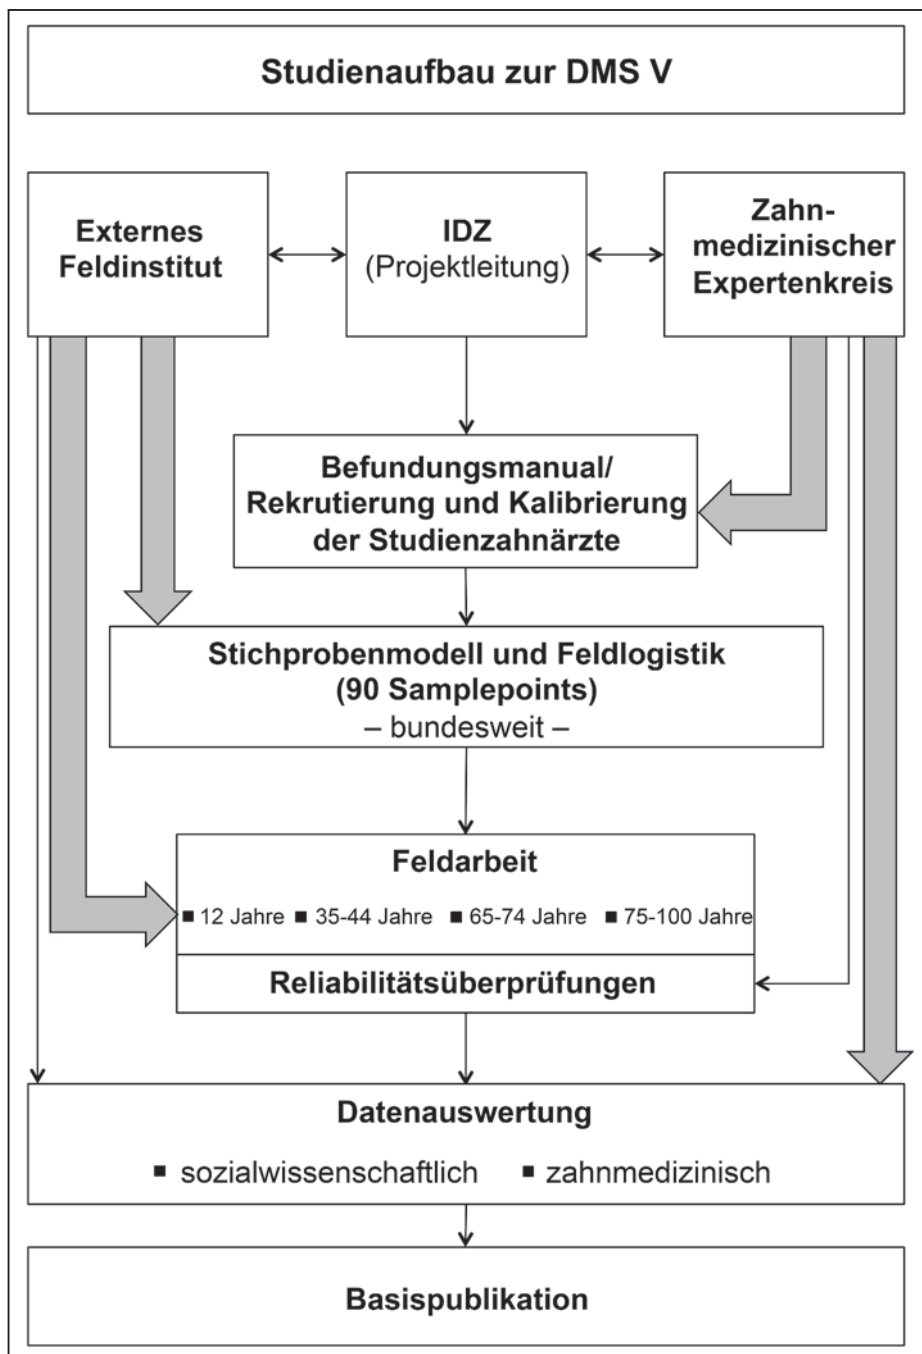 Studienaufbau zur DMS V
Externes
Feldinstitut
IDZ
(Projektleitung)
Zahn-
medizinischer
Expertenkreis
Befundungsmanual/
Rekrutierung und Kalibrierung
der Studienzahnärzte
Stichprobenmodell und Feldlogistik
(90 Samplepoints)
– bundesweit –
Feldarbeit
■ 12 Jahre ■ 35-44 Jahre ■ 65-74 Jahre ■ 75-100 Jahre
Reliabilitätsüberprüfungen
Datenauswertung
■ sozialwissenschaftlich ■ zahnmedizinisch
Basispublikation